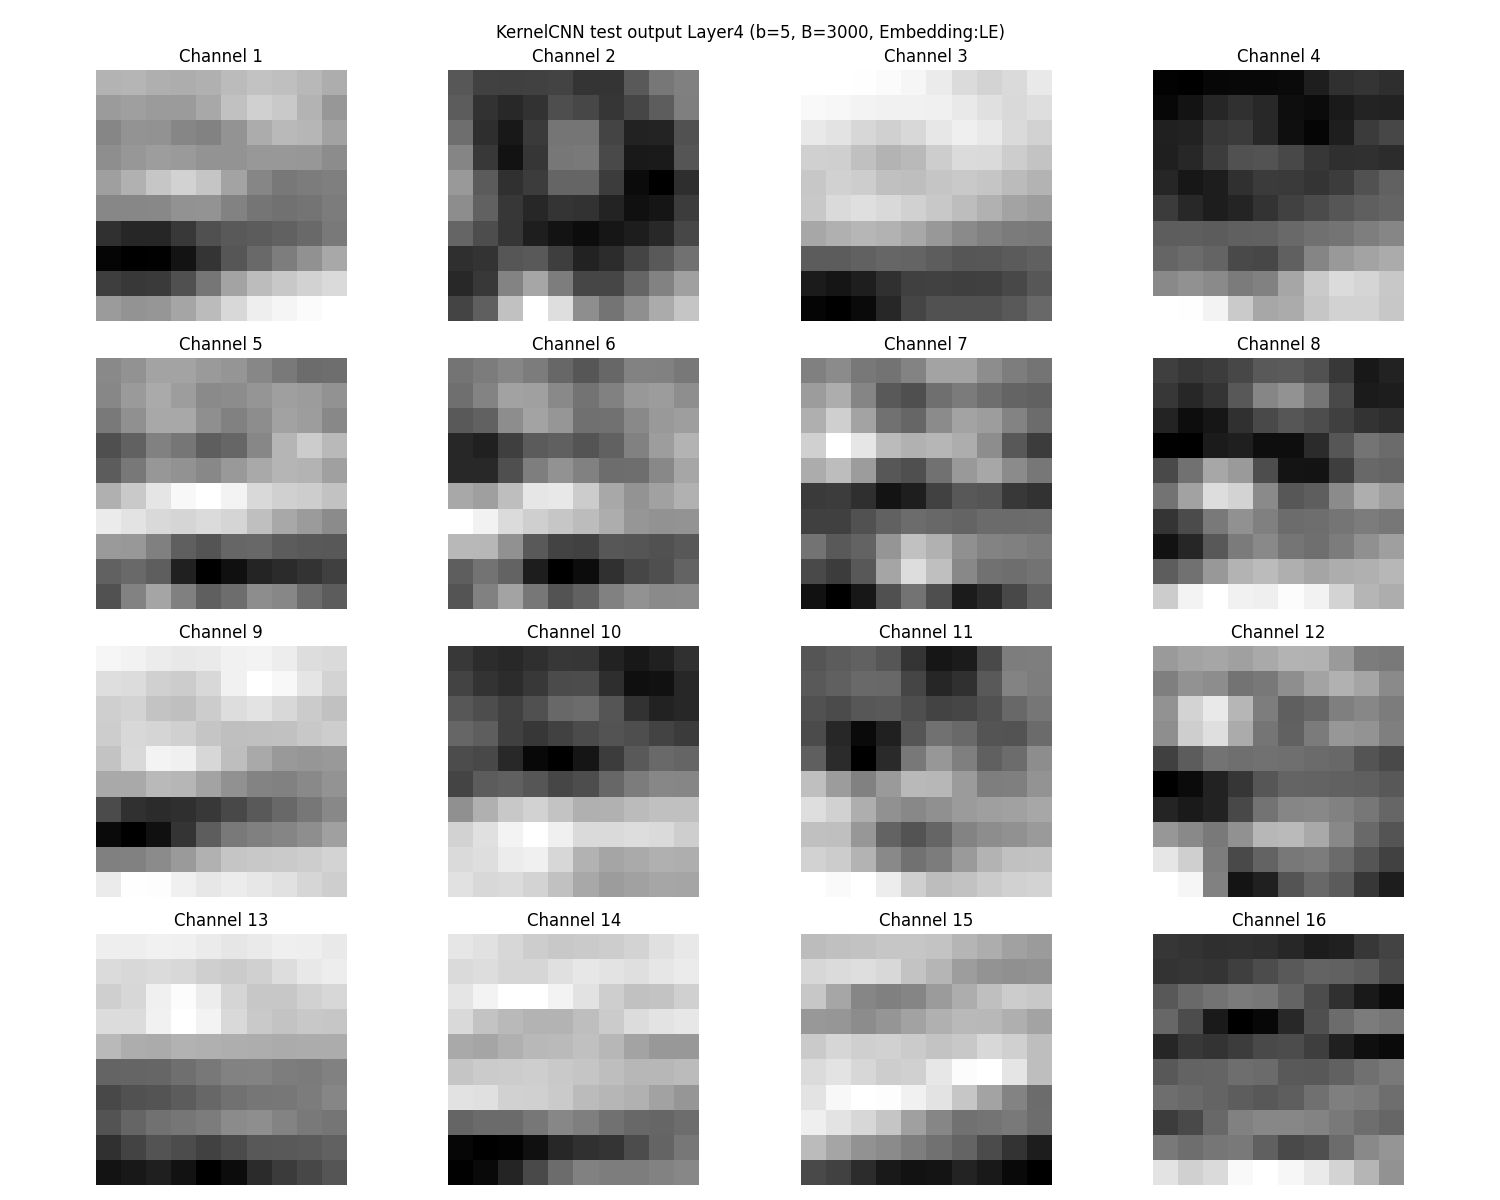 KernelCNN test output Layer4 (b=5, B=3000, Embedding:LE)
Channel 1
Channel 2
Channel 3
Channel 4
Channel 5
Channel 6
Channel 7
Channel 8
Channel 9
Channel 10
Channel 11
Channel 12
Channel 13
Channel 14
Channel 15
Channel 16